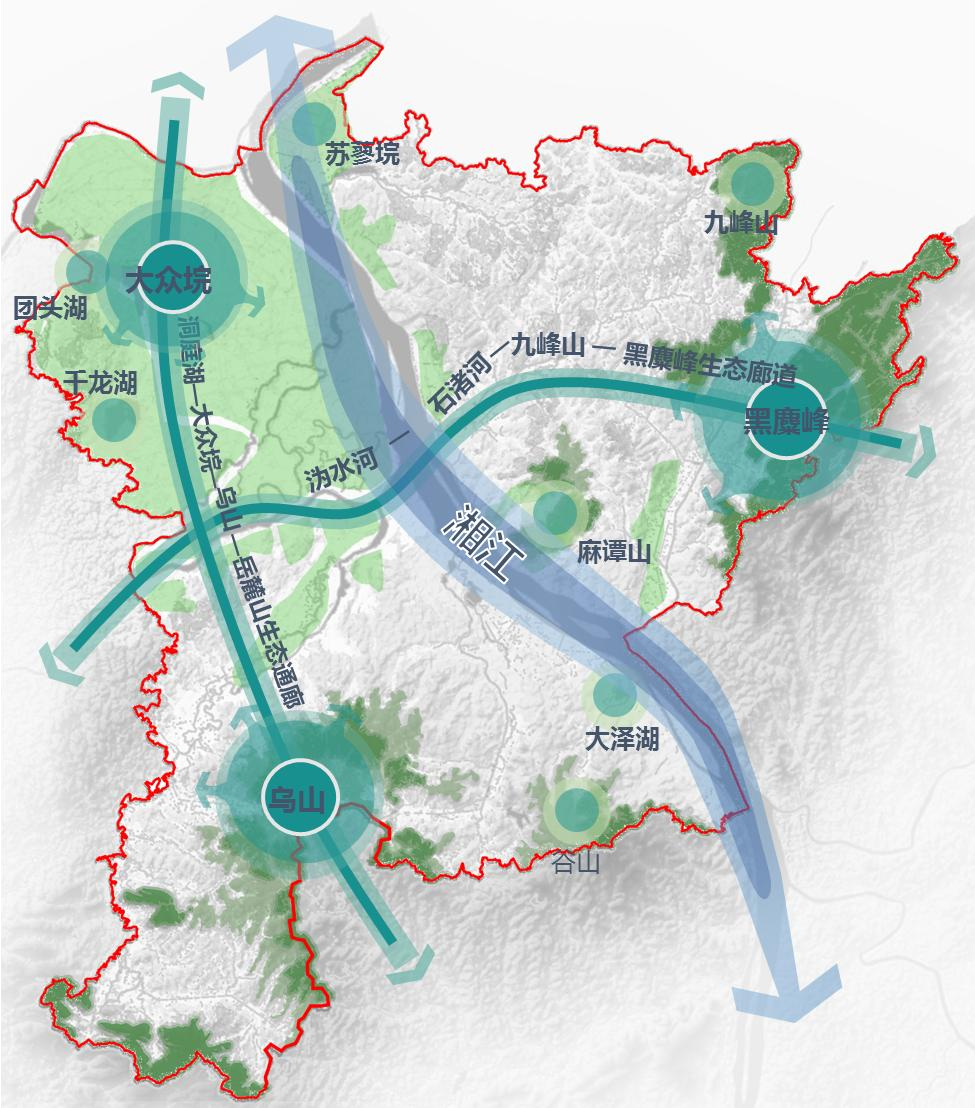 苏蓼垸
九峰山
大众垸
团头湖
千龙湖
洞庭湖—大众垸—乌山—岳麓山生态通廊
沩水河—石渚河—九峰山—黑麋峰生态廊道
黑麋峰
湘江
麻潭山
大泽湖
乌山
谷山